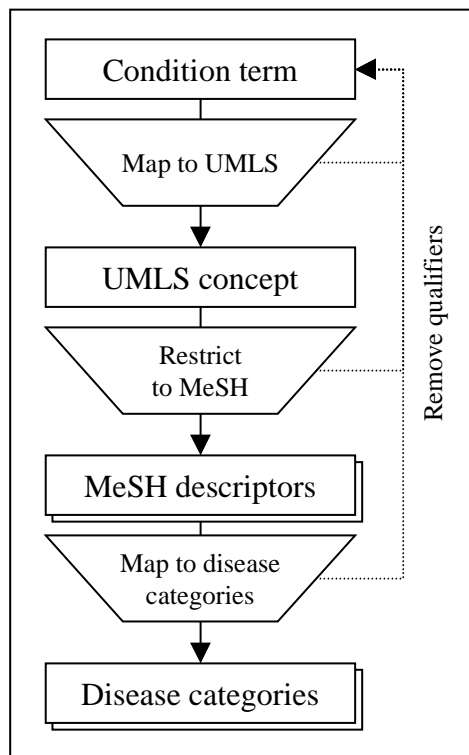 Condition term
Map to UMLS
UMLS concept
Restrict
to MeSH
MeSH descriptors
Map to disease
categories
Disease categories
Remove qualifiers